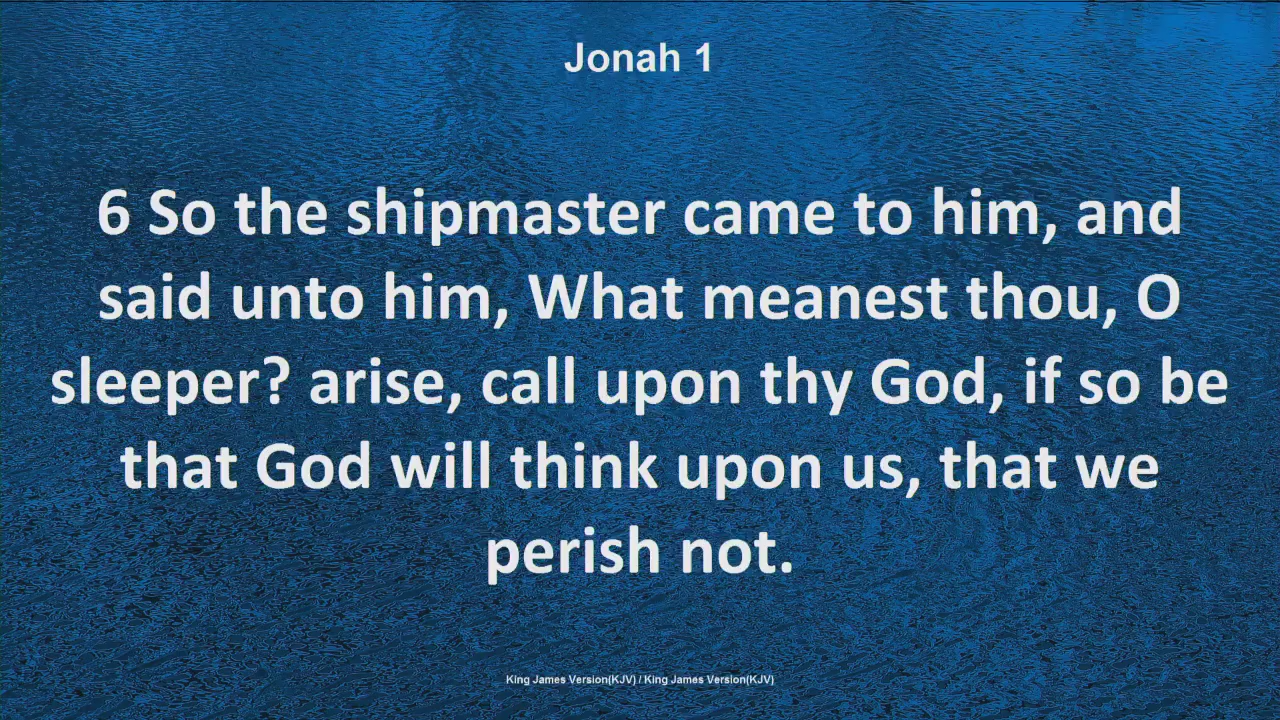 Jonah 1
6 So the shipmaster came to him, and
said unto him, What meanest thou, O
sleeper? arise, call upon thy God, if so be
that God will think upon us, that we
perish not.
King James Version(KJV) / King James Version(KJV)